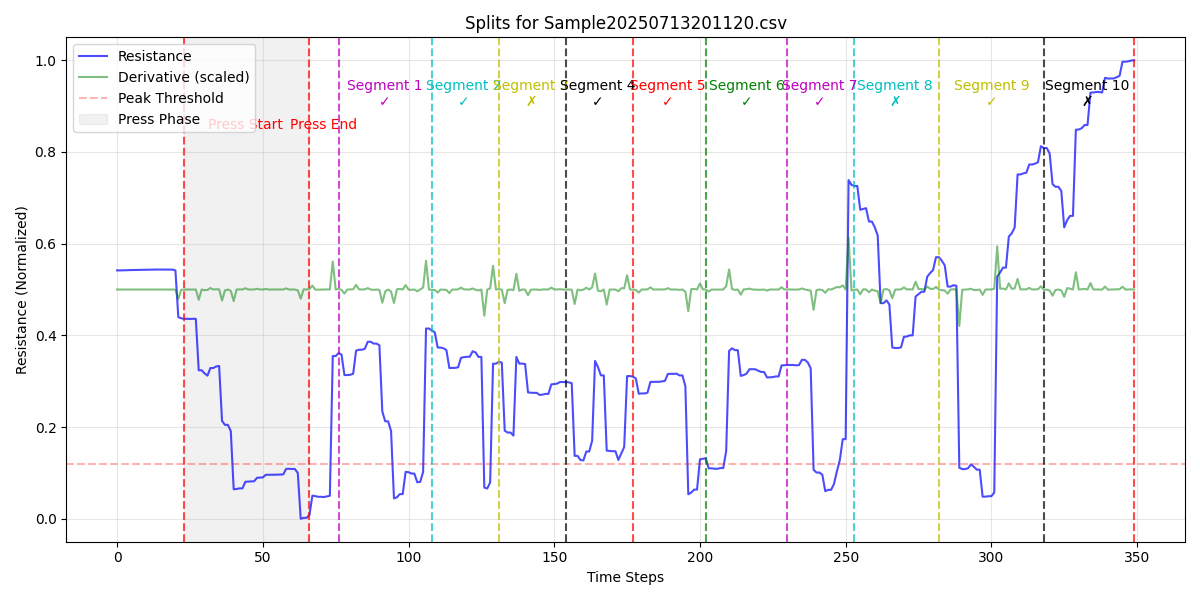 Splits for Sample20250713201120.csv
Resistance
Derivative (scaled)
Peak Threshold
Press Phase
Press Start
Press End
Segment 1
✓
Segment 2
✓
Segment 3
✗
Segment 4
✓
Segment 5
✓
Segment 6
✓
Segment 7
✓
Segment 8
✗
Segment 9
✓
Segment 10
✗
Resistance (Normalized)
1.0
0.8
0.6
0.4
0.2
0.0
0
50
100
150
200
250
300
350
Time Steps